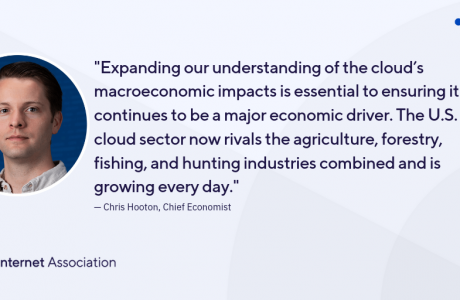 "Expanding our understanding of the cloud’s
macroeconomic impacts is essential to ensuring it
continues to be a major economic driver. The U.S.
cloud sector now rivals the agriculture, forestry,
fishing, and hunting industries combined and is
growing every day."
— Chris Hooton, Chief Economist
nternet Association